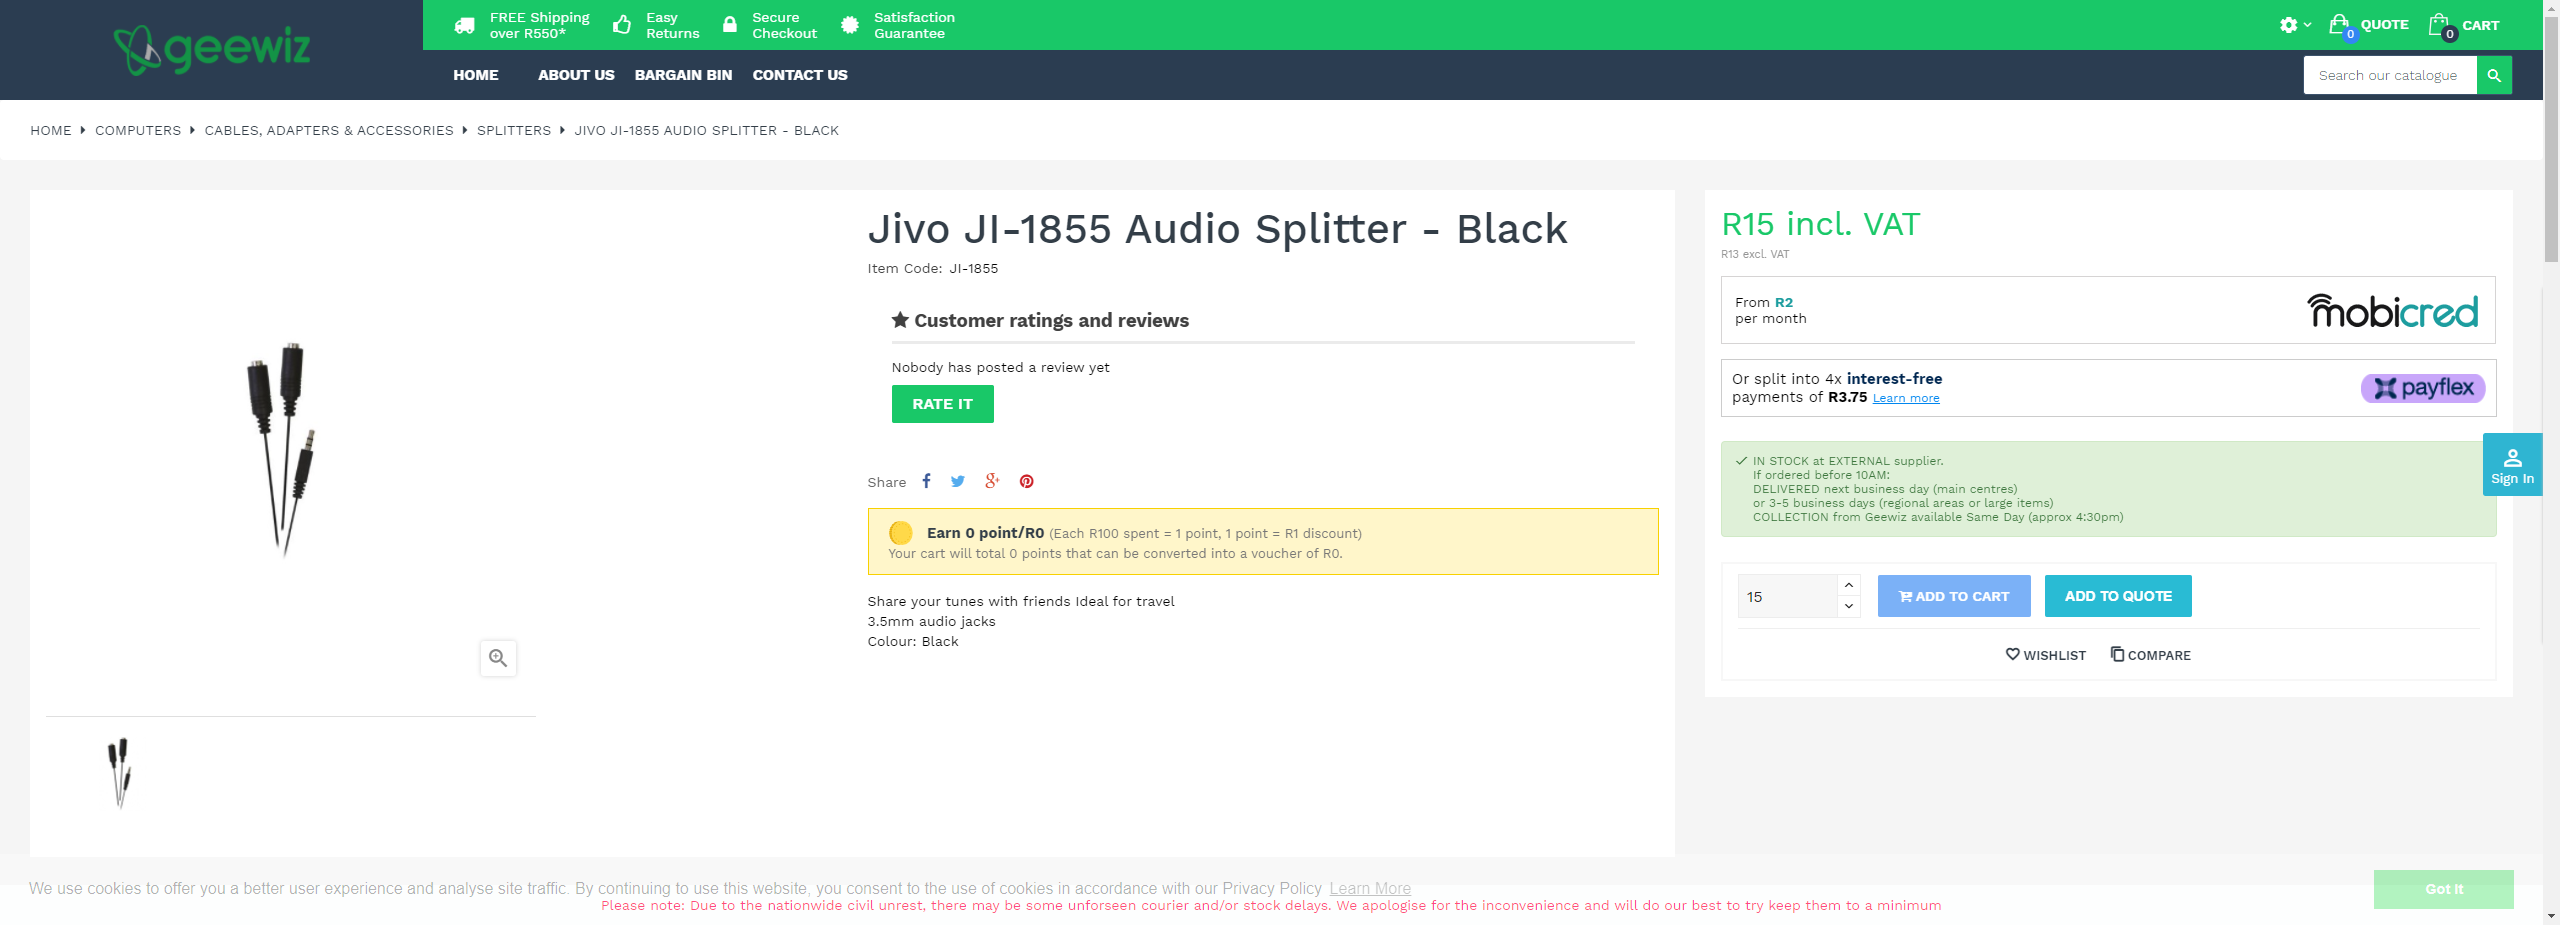 geewiz
FREE Shipping
over R550*
Easy
Returns
Secure
Checkout
Satisfaction
Guarantee
0
QUOTE
0
CART
HOME
ABOUT US
BARGAIN BIN
CONTACT US
Search our catalogue
HOME
COMPUTERS
CABLES, ADAPTERS & ACCESSORIES
SPLITTERS
JIVO JI-1855 AUDIO SPLITTER - BLACK
Jivo JI-1855 Audio Splitter - Black
Item Code: JI-1855
Customer ratings and reviews
Nobody has posted a review yet
RATE IT
Share
Earn 0 point/R0 (Each R100 spent = 1 point, 1 point = R1 discount)
Your cart will total 0 points that can be converted into a voucher of R0.
Share your tunes with friends Ideal for travel
3.5mm audio jacks
Colour: Black
R15 incl. VAT
R13 excl. VAT
From R2
per month
mobicred
Or split into 4x interest-free
payments of R3.75 Learn more
payflex
IN STOCK at EXTERNAL supplier.
If ordered before 10AM:
DELIVERED next business day (main centres)
or 3-5 business days (regional areas or large items)
COLLECTION from Geewiz available Same Day (approx 4:30pm)
Sign In
15
ADD TO CART
ADD TO QUOTE
WISHLIST
COMPARE
We use cookies to offer you a better user experience and analyse site traffic. By continuing to use this website, you consent to the use of cookies in accordance with our Privacy Policy Learn More
Got It
Please note: Due to the nationwide civil unrest, there may be some unforseen courier and/or stock delays. We apologise for the inconvenience and will do our best to try keep them to a minimum